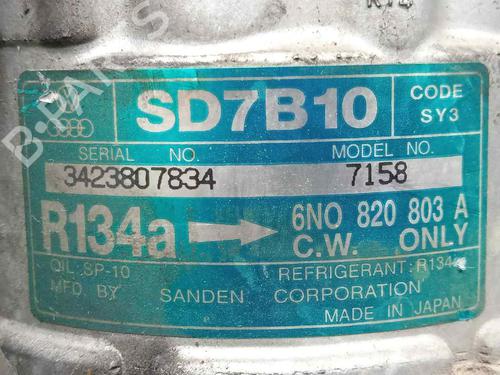 B-PARTS
SD7B10
CODE
SY3
SERIAL NO.
MODEL NO.
3423807834
7158
R134a
6N0 820 803 A
C.W. ONLY
OIL SP-10
REFRIGERANT: R134a
MFD BY SANDEN CORPORATION
MADE IN JAPAN